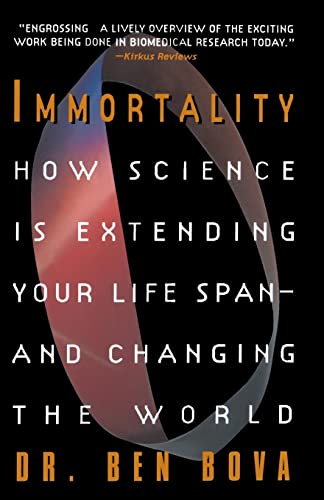 "ENGROSSING A LIVELY OVERVIEW OF THE EXCITING
WORK BEING DONE IN BIOMEDICAL RESEARCH TODAY."
—Kirkus Reviews
IMMORTALITY
HOW SCIENCE
IS EXTENDING
YOUR LIFE SPAN—
AND CHANGING
THE WORLD
DR. BEN BOVA